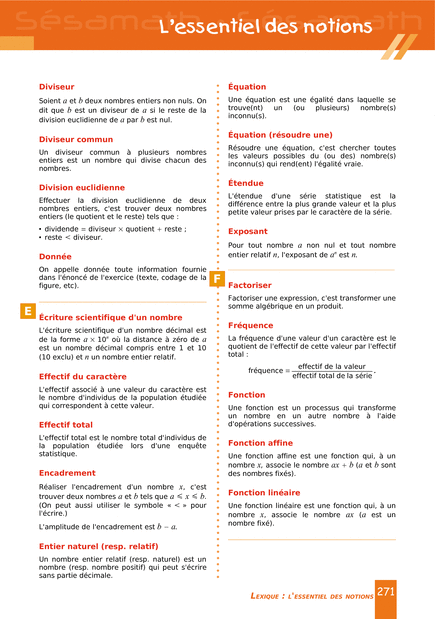 Sésamath
L'essentiel des notions
Diviseur
Soient a et b deux nombres entiers non nuls. On
dit que b est un diviseur de a si le reste de la
division euclidienne de a par b est nul.
Diviseur commun
Un diviseur commun à plusieurs nombres
entiers est un nombre qui divise chacun des
nombres.
Division euclidienne
Effectuer la division euclidienne de deux
nombres entiers, c'est trouver deux nombres
entiers (le quotient et le reste) tels que :
• dividende = diviseur × quotient + reste ;
• reste < diviseur.
Donnée
On appelle donnée toute information fournie
dans l'énoncé de l'exercice (texte, codage de la
figure, etc).
E
Écriture scientifique d'un nombre
L'écriture scientifique d'un nombre décimal est
de la forme a × 10ⁿ où la distance à zéro de a
est un nombre décimal compris entre 1 et 10
(10 exclu) et n un nombre entier relatif.
Effectif du caractère
L'effectif associé à une valeur du caractère est
le nombre d'individus de la population étudiée
qui correspondent à cette valeur.
Effectif total
L'effectif total est le nombre total d'individus de
la population étudiée lors d'une enquête
statistique.
Encadrement
Réaliser l'encadrement d'un nombre x, c'est
trouver deux nombres a et b tels que a ⩽ x ⩽ b.
(On peut aussi utiliser le symbole « < » pour
l'écrire.)
L'amplitude de l'encadrement est b − a.
Entier naturel (resp. relatif)
Un nombre entier relatif (resp. naturel) est un
nombre (resp. nombre positif) qui peut s'écrire
sans partie décimale.
Équation
Une équation est une égalité dans laquelle se
trouve(nt) un (ou plusieurs) nombre(s)
inconnu(s).
Équation (résoudre une)
Résoudre une équation, c'est chercher toutes
les valeurs possibles du (ou des) nombre(s)
inconnu(s) qui rend(ent) l'égalité vraie.
Étendue
L'étendue d'une série statistique est la
différence entre la plus grande valeur et la plus
petite valeur prises par le caractère de la série.
Exposant
Pour tout nombre a non nul et tout nombre
entier relatif n, l'exposant de aⁿ est n.
F
Factoriser
Factoriser une expression, c'est transformer une
somme algébrique en un produit.
Fréquence
La fréquence d'une valeur d'un caractère est le
quotient de l'effectif de cette valeur par l'effectif
total :
fréquence = effectif de la valeur / effectif total de la série .
Fonction
Une fonction est un processus qui transforme
un nombre en un autre nombre à l'aide
d'opérations successives.
Fonction affine
Une fonction affine est une fonction qui, à un
nombre x, associe le nombre ax + b (a et b sont
des nombres fixés).
Fonction linéaire
Une fonction linéaire est une fonction qui, à un
nombre x, associe le nombre ax (a est un
nombre fixé).
LEXIQUE : L'ESSENTIEL DES NOTIONS 271